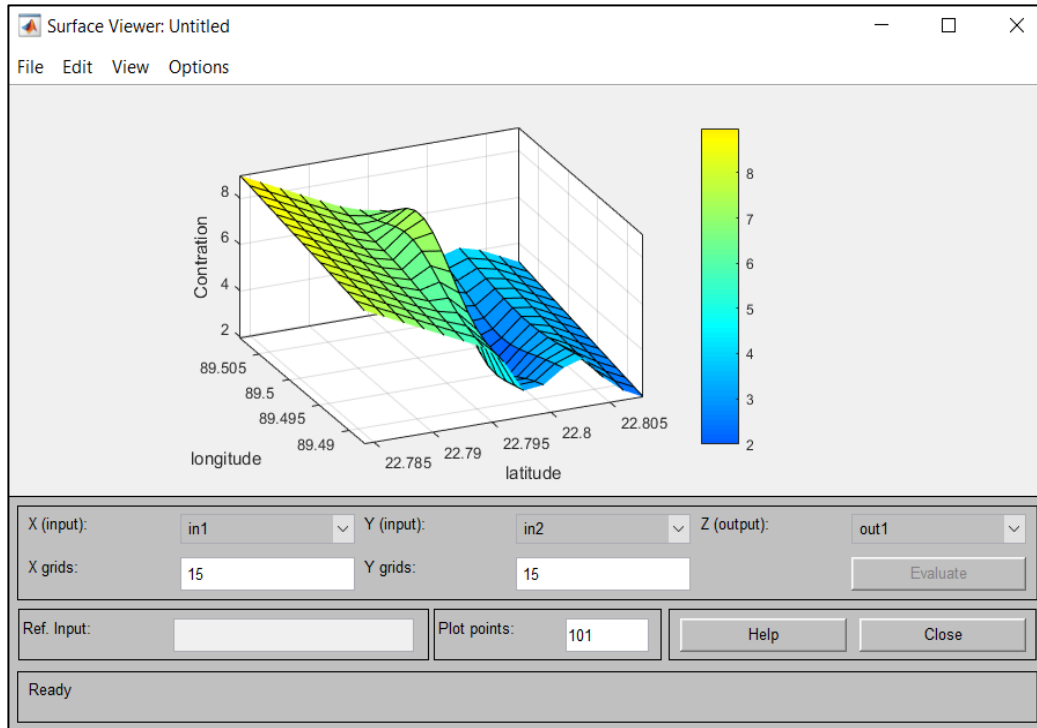 Surface Viewer: Untitled
File Edit View Options
8
6
4
2
Contration
89.505
89.5
89.495
89.49
longitude
22.785
22.79
22.795
22.8
22.805
latitude
8
7
6
5
4
3
2
X (input): in1 Y (input): in2 Z (output): out1
X grids: 15 Y grids: 15 Evaluate
Ref. Input: Plot points: 101 Help Close
Ready